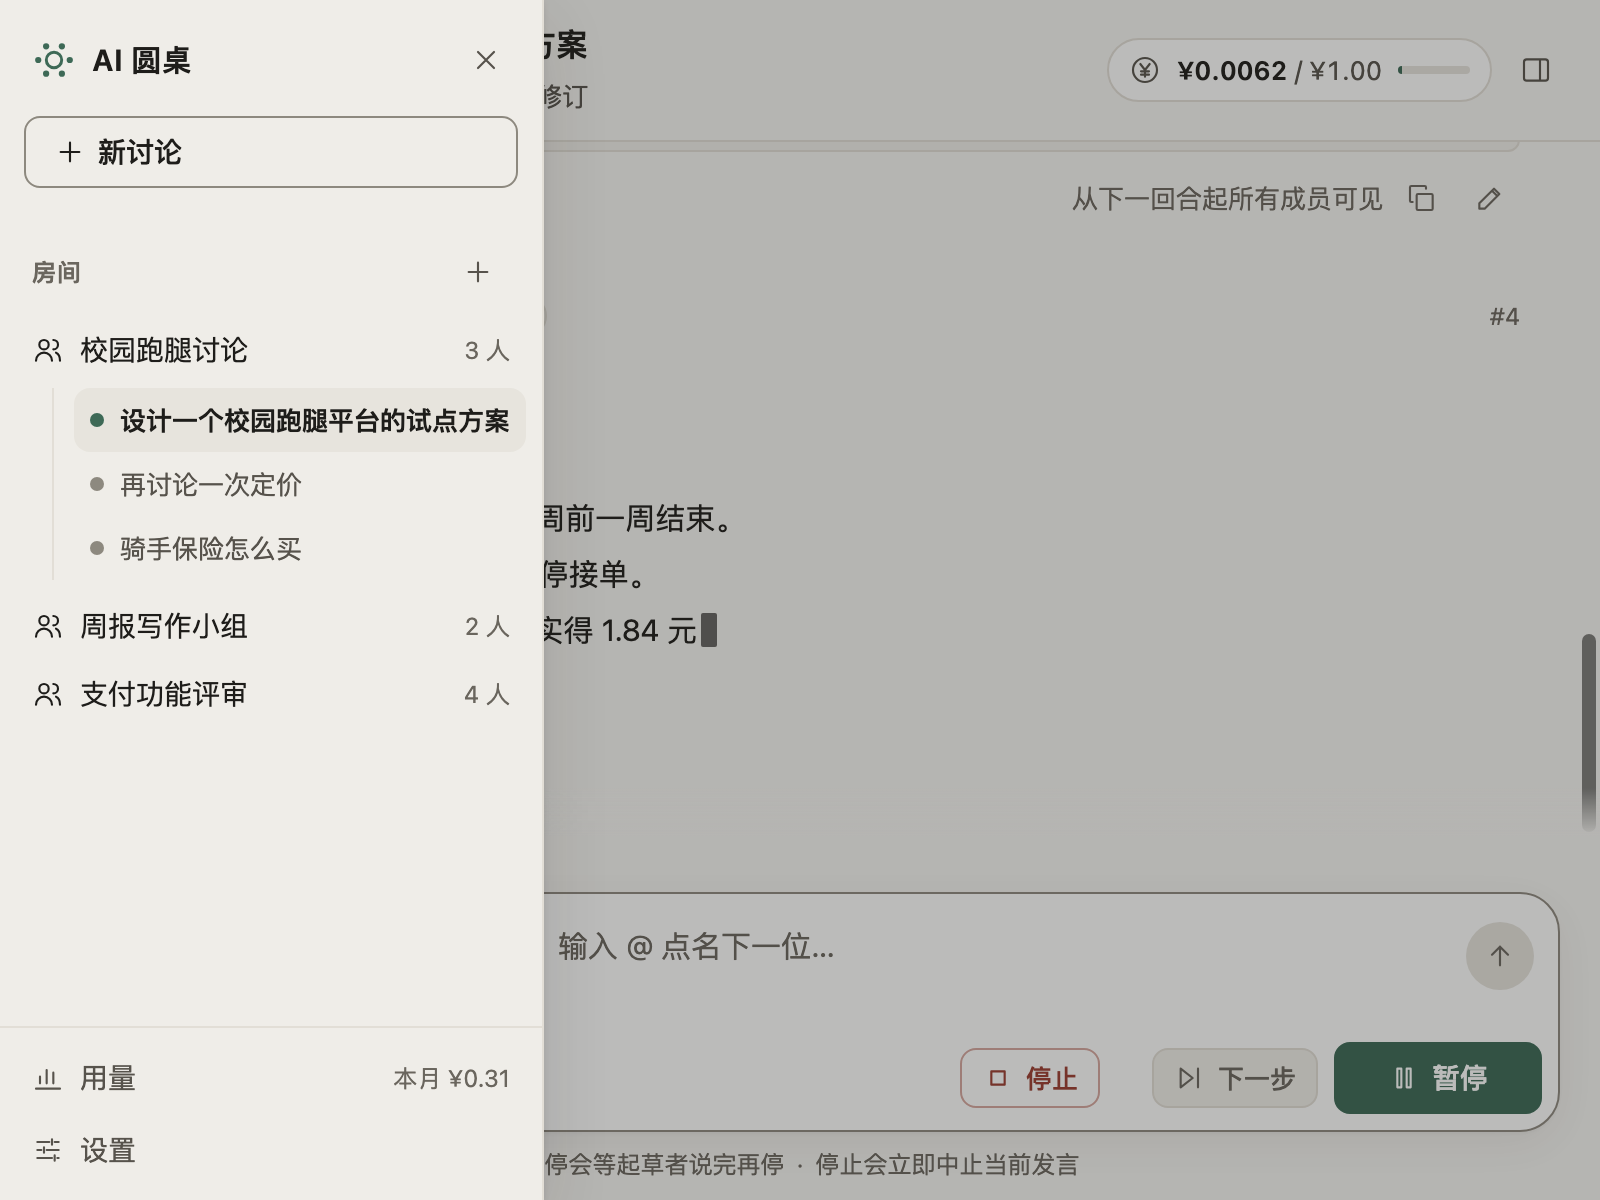 AI 圆桌
新讨论
房间
校园跑腿讨论 3 人
设计一个校园跑腿平台的试点方案
再讨论一次定价
骑手保险怎么买
周报写作小组 2 人
支付功能评审 4 人
用量 本月 ¥0.31
设置
方案
修订
¥0.0062 / ¥1.00
从下一回合起所有成员可见
#4
周前一周结束。
停接单。
实得 1.84 元
输入 @ 点名下一位…
停止
下一步
暂停
停会等起草者说完再停 · 停止会立即中止当前发言